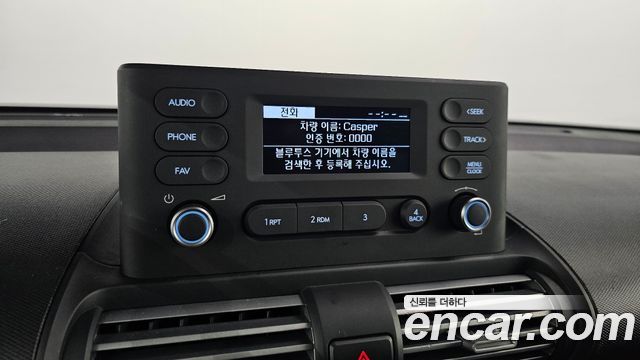 전화 --:--
차량 이름: Casper
인증 번호: 0000
블루투스 기기에서 차량 이름을
검색한 후 등록해 주십시오.
AUDIO
PHONE
FAV
<SEEK
TRACK>
MENU
CLOCK
1 RPT
2 RDM
3
4
BACK
신뢰를 더하다
encar.com